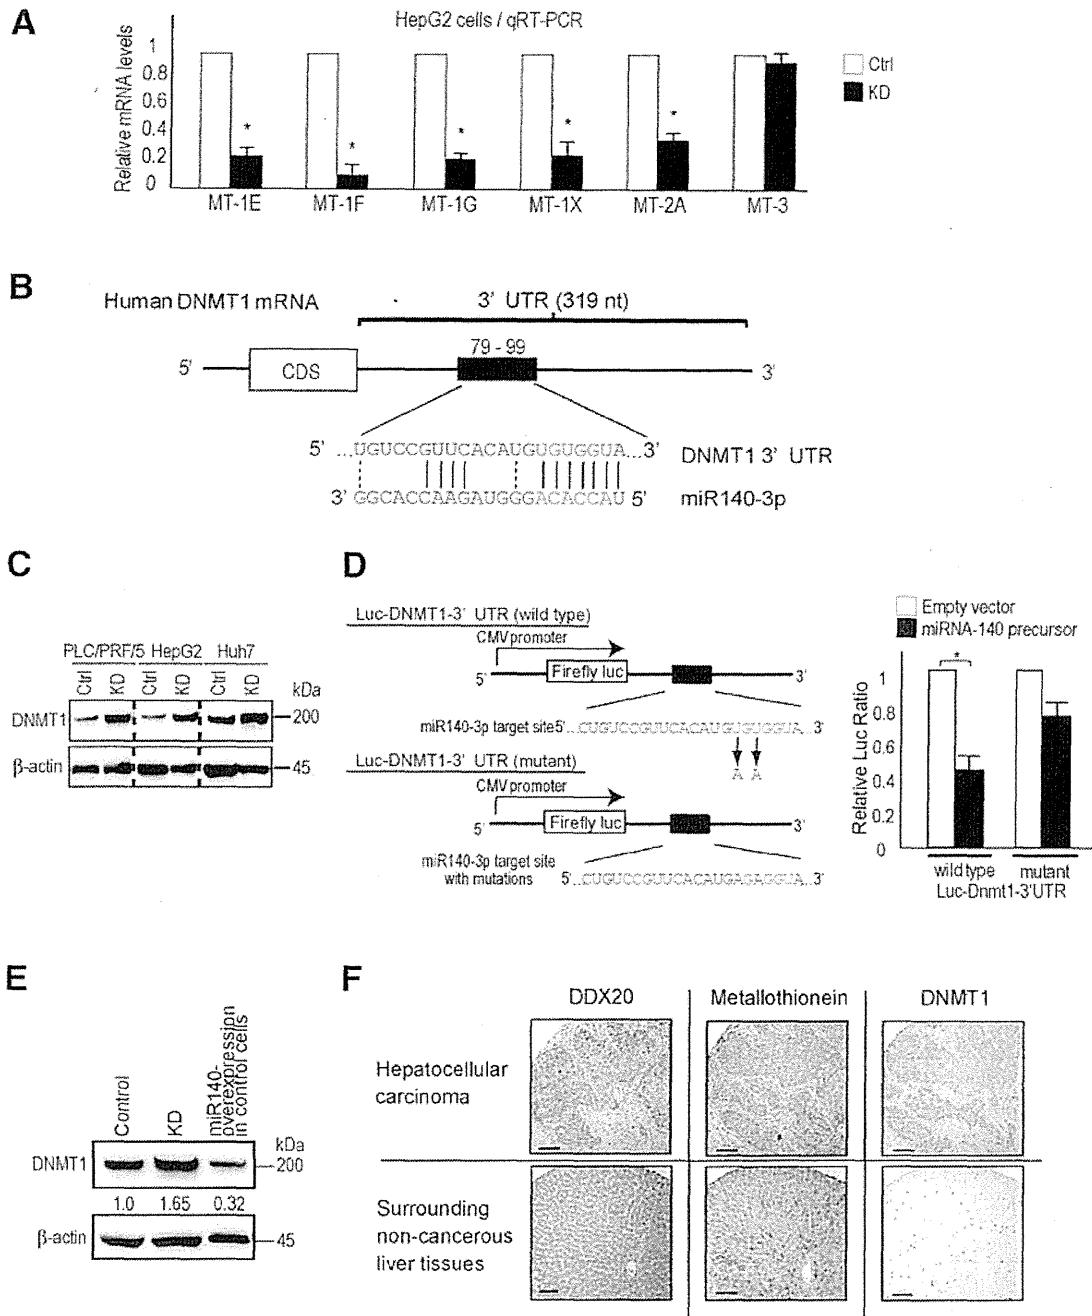 A
HepG2 cells / qRT-PCR
Relative mRNA levels
1
0.8
0.6
0.4
0.2
0
* * * * *
MT-1E MT-1F MT-1G MT-1X MT-2A MT-3
Ctrl
KD
B
Human DNMT1 mRNA
3' UTR (319 nt)
79 - 99
5' CDS 3'
5' ...UGUCCGUUCACAUGUGUGGUA...3' DNMT1 3' UTR
3' GGCACCAAGAUGGGACACCAU 5' miR140-3p
C
PLC/PRF/5 HepG2 Huh7
Ctrl KD Ctrl KD Ctrl KD
kDa
DNMT1 200
β-actin 45
D
Luc-DNMT1-3' UTR (wild type)
CMV promoter
5' Firefly luc 3'
miR140-3p target site5'...CUGUCCGUUCACAUGUGUGGUA...3'
A A
Luc-DNMT1-3' UTR (mutant)
CMV promoter
5' Firefly luc 3'
miR140-3p target site
with mutations 5'...CUGUCCGUUCACAUGAGAGGUA...3'
Empty vector
miRNA-140 precursor
Relative Luc Ratio
1
0.8
0.6
0.4
0.2
0
*
wild type mutant
Luc-Dnmt1-3'UTR
E
Control
KD
miR140-
overexpression
in control cells
kDa
DNMT1 200
1.0 1.65 0.32
β-actin 45
F
DDX20 Metallothionein DNMT1
Hepatocellular
carcinoma
Surrounding
non-cancerous
liver tissues